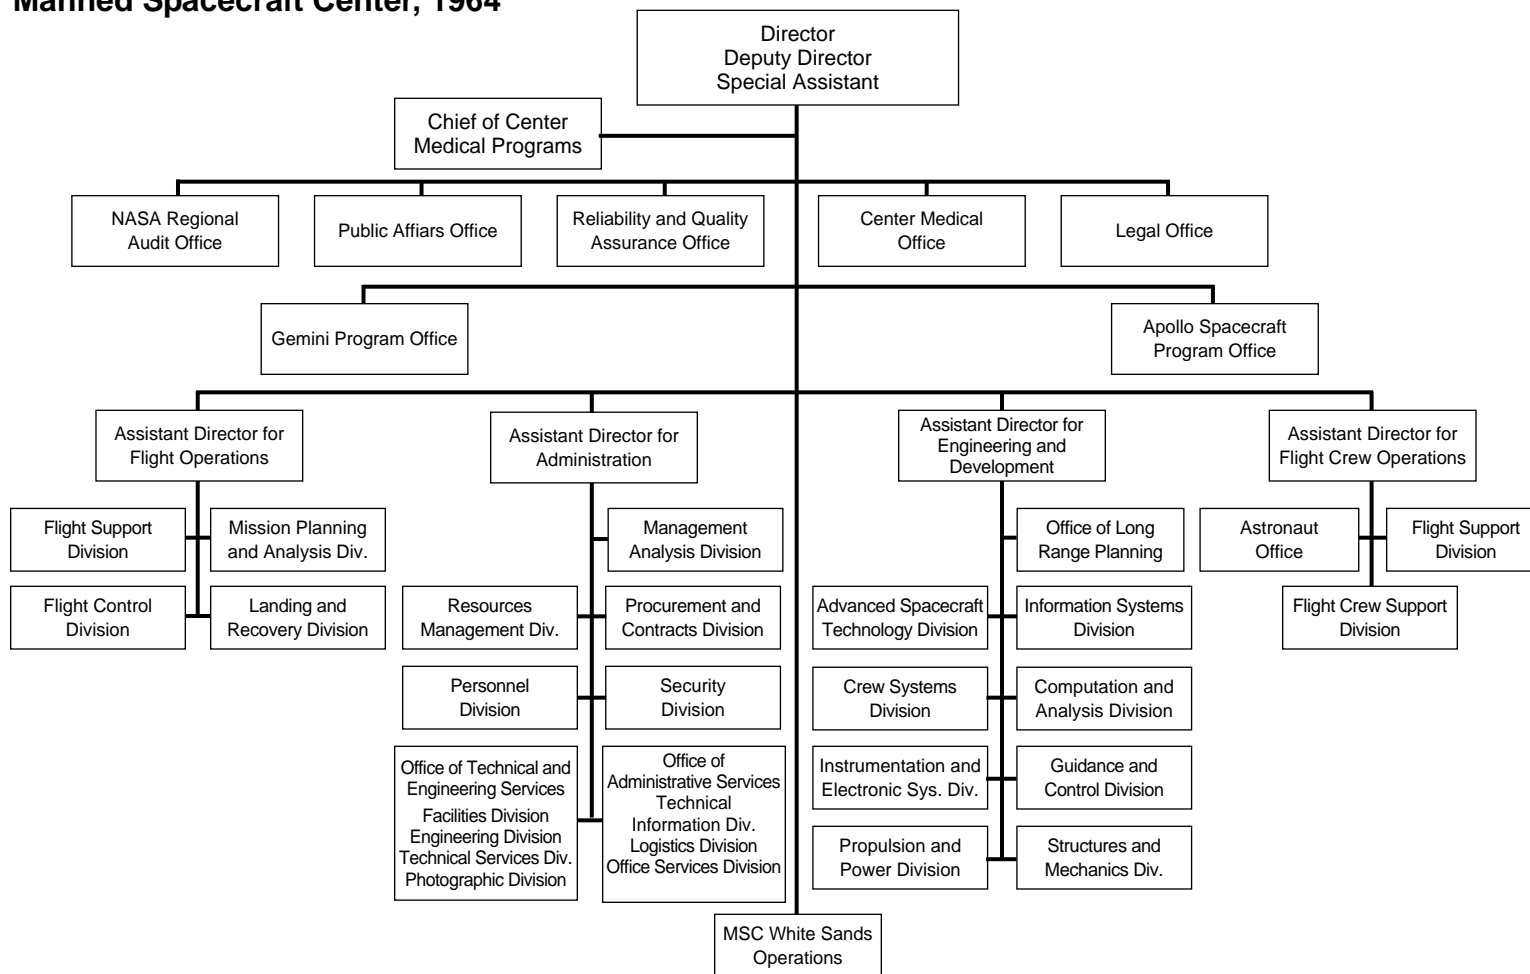 Manned Spacecraft Center, 1964
Director
Deputy Director
Special Assistant
Chief of Center
Medical Programs
NASA Regional
Audit Office
Public Affiars Office
Reliability and Quality
Assurance Office
Center Medical
Office
Legal Office
Gemini Program Office
Apollo Spacecraft
Program Office
Assistant Director for
Flight Operations
Assistant Director for
Administration
Assistant Director for
Engineering and
Development
Assistant Director for
Flight Crew Operations
Flight Support
Division
Mission Planning
and Analysis Div.
Flight Control
Division
Landing and
Recovery Division
Management
Analysis Division
Resources
Management Div.
Procurement and
Contracts Division
Personnel
Division
Security
Division
Office of Technical and
Engineering Services
Facilities Division
Engineering Division
Technical Services Div.
Photographic Division
Office of
Administrative Services
Technical
Information Div.
Logistics Division
Office Services Division
Office of Long
Range Planning
Advanced Spacecraft
Technology Division
Information Systems
Division
Crew Systems
Division
Computation and
Analysis Division
Instrumentation and
Electronic Sys. Div.
Guidance and
Control Division
Propulsion and
Power Division
Structures and
Mechanics Div.
Astronaut
Office
Flight Support
Division
Flight Crew Support
Division
MSC White Sands
Operations